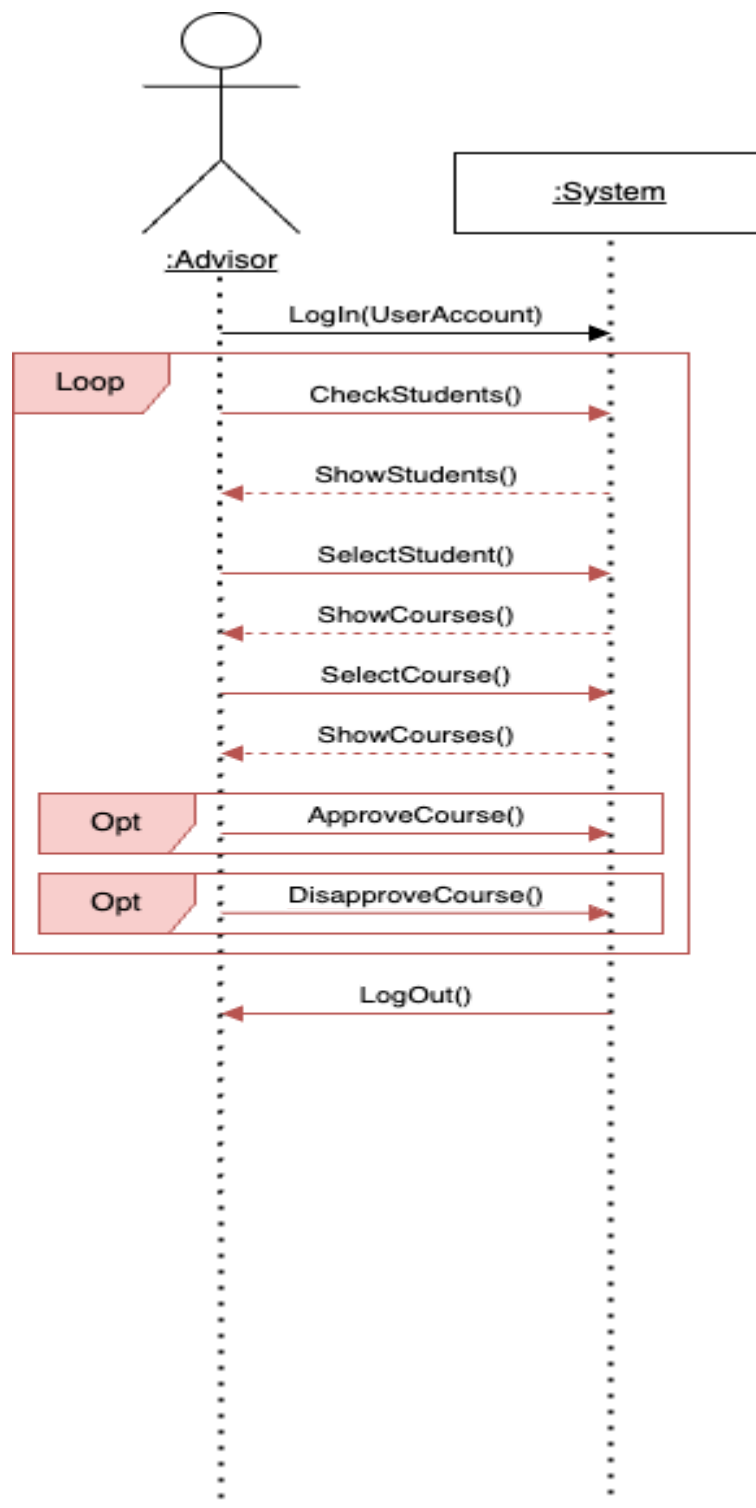 :System
:Advisor
LogIn(UserAccount)
Loop
CheckStudents()
ShowStudents()
SelectStudent()
ShowCourses()
SelectCourse()
ShowCourses()
Opt
ApproveCourse()
Opt
DisapproveCourse()
LogOut()